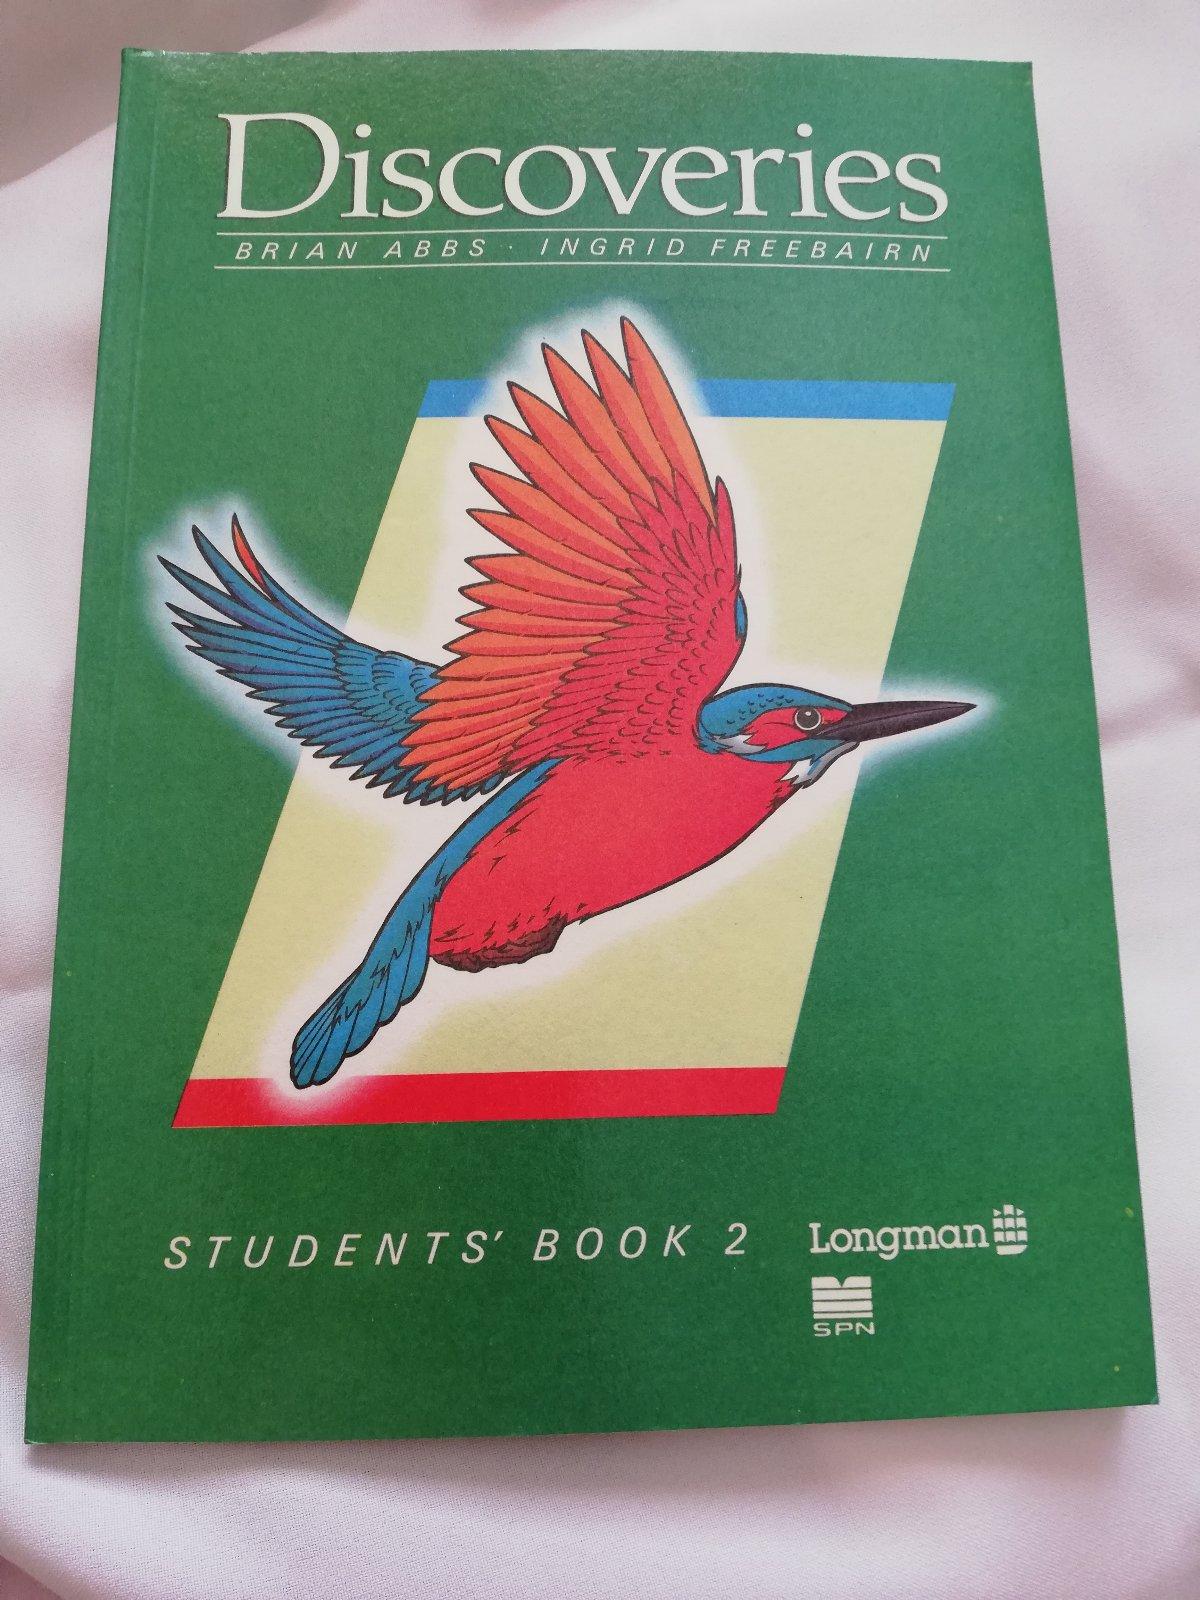 Discoveries
BRIAN ABBS · INGRID FREEBAIRN
STUDENTS' BOOK 2
Longman
SPN